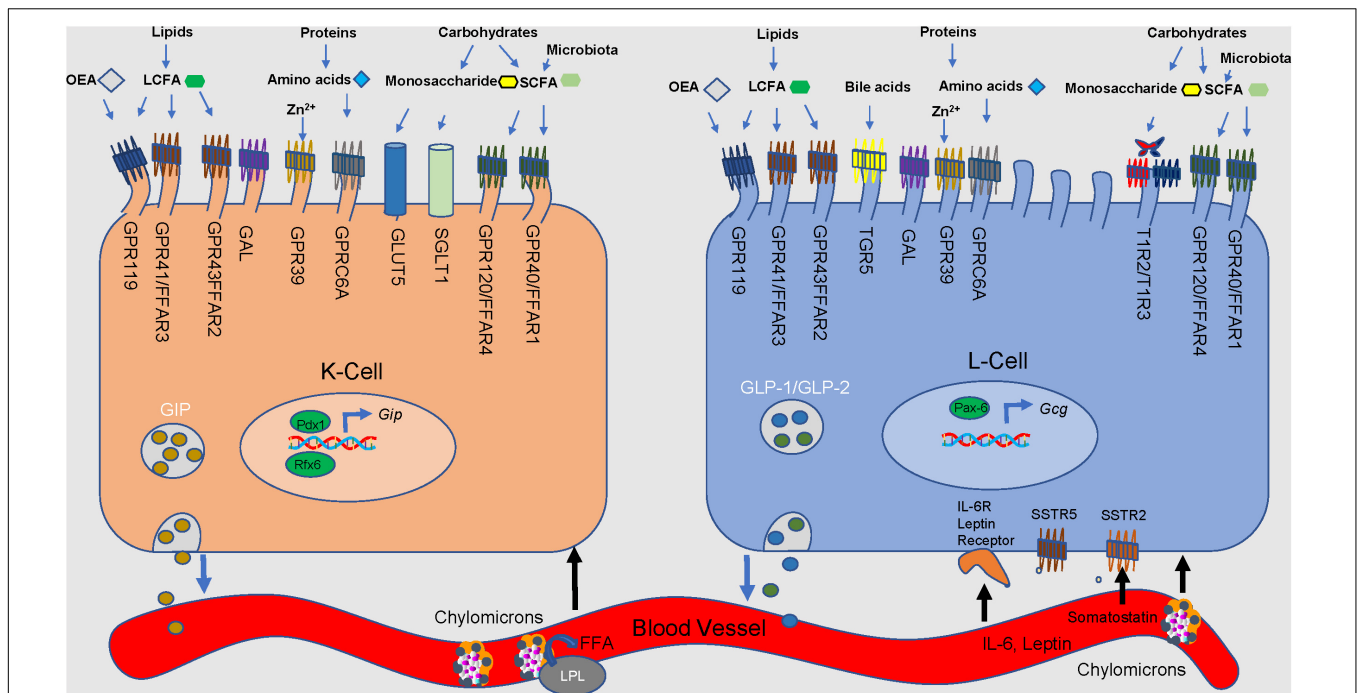 Lipids
Proteins
Carbohydrates
Microbiota
OEA
LCFA
Amino acids
Monosaccharide
SCFA
Zn2+
GPR119
GPR41/FFAR3
GPR43FFAR2
GAL
GPR39
GPRC6A
GLUT5
SGLT1
GPR120/FFAR4
GPR40/FFAR1
K-Cell
GIP
Pdx1
Gip
Rfx6
Lipids
Proteins
Carbohydrates
Microbiota
OEA
LCFA
Bile acids
Amino acids
Monosaccharide
SCFA
Zn2+
GPR119
GPR41/FFAR3
GPR43FFAR2
TGR5
GAL
GPR39
GPRC6A
T1R2/T1R3
GPR120/FFAR4
GPR40/FFAR1
L-Cell
GLP-1/GLP-2
Pax-6
Gcg
IL-6R
Leptin
Receptor
SSTR5
SSTR2
Chylomicrons
FFA
LPL
Blood Vessel
IL-6, Leptin
Somatostatin
Chylomicrons